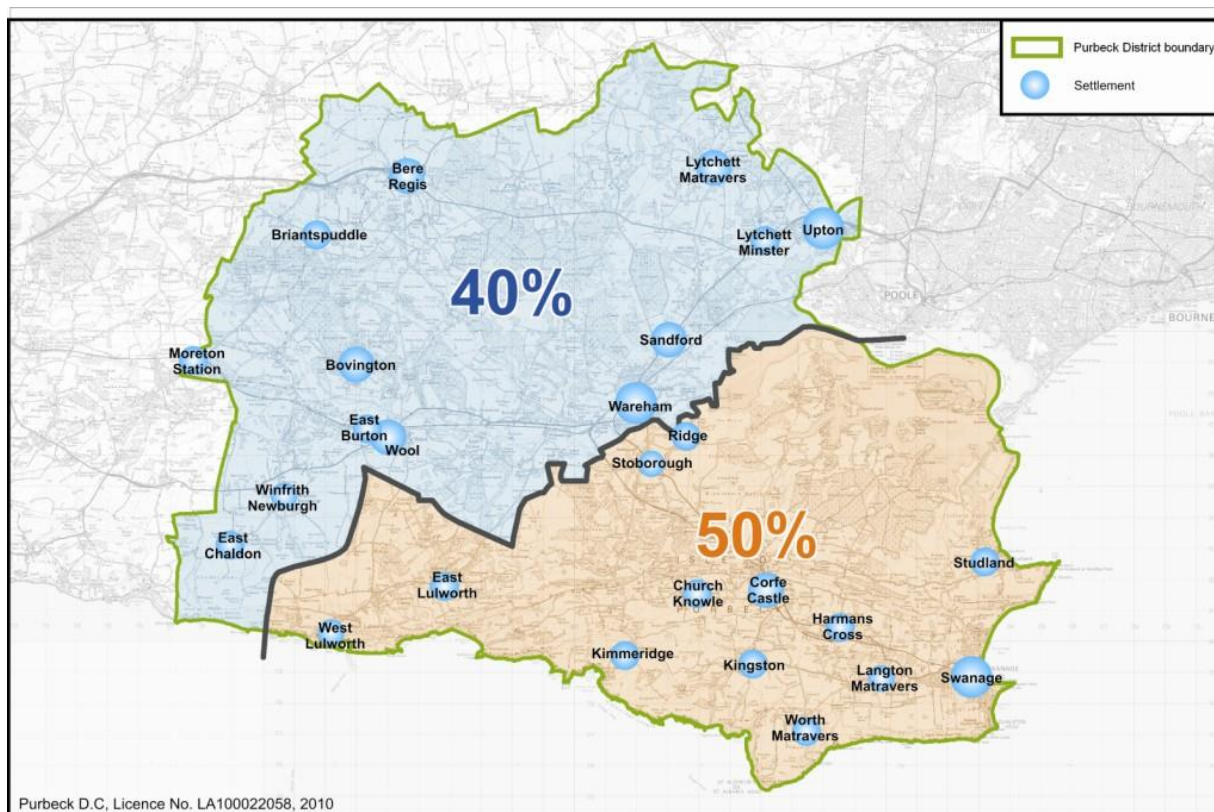 Purbeck District boundary
Settlement
Bere
Regis
Lytchett
Matravers
Briantspuddle
Lytchett
Minster
Upton
40%
POOLE
BOURNE
Moreton
Station
Bovington
Sandford
Wareham
East
Burton
Wool
Ridge
Stoborough
Winfrith
Newburgh
50%
East
Chaldon
Studland
East
Lulworth
Church
Knowle
Corfe
Castle
Harmans
Cross
West
Lulworth
Kimmeridge
Kingston
Langton
Matravers
Swanage
Worth
Matravers
Purbeck D.C, Licence No. LA100022058, 2010